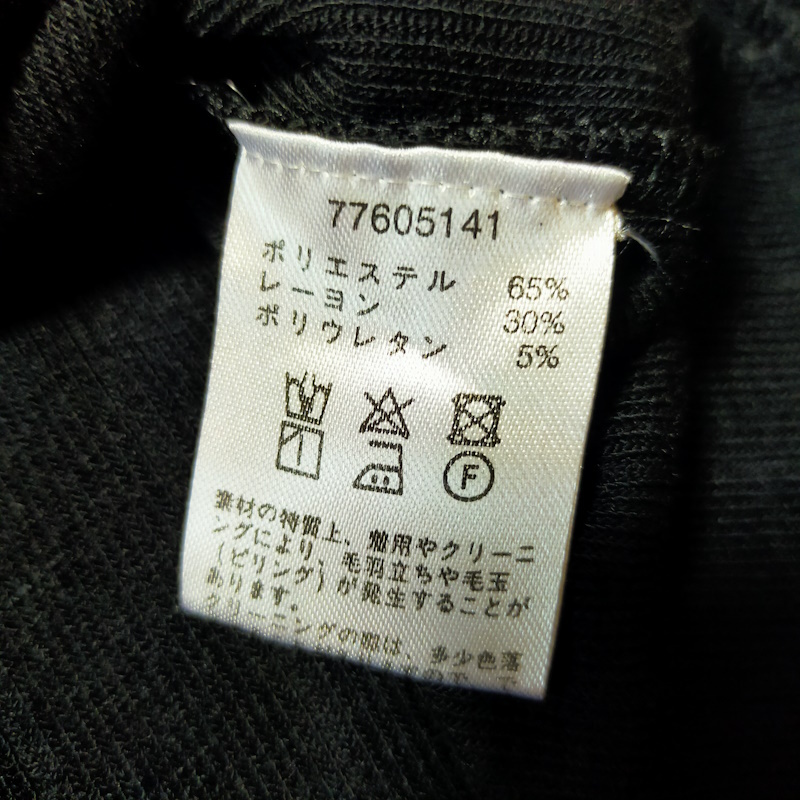 77605141
ポリエステル 65%
レーヨン 30%
ポリウレタン 5%
F
素材の特質上、着用やクリーニ
ングにより、毛羽立ちや毛玉
(ピリング)が発生することが
あります。
クリーニングの際は、多少色落